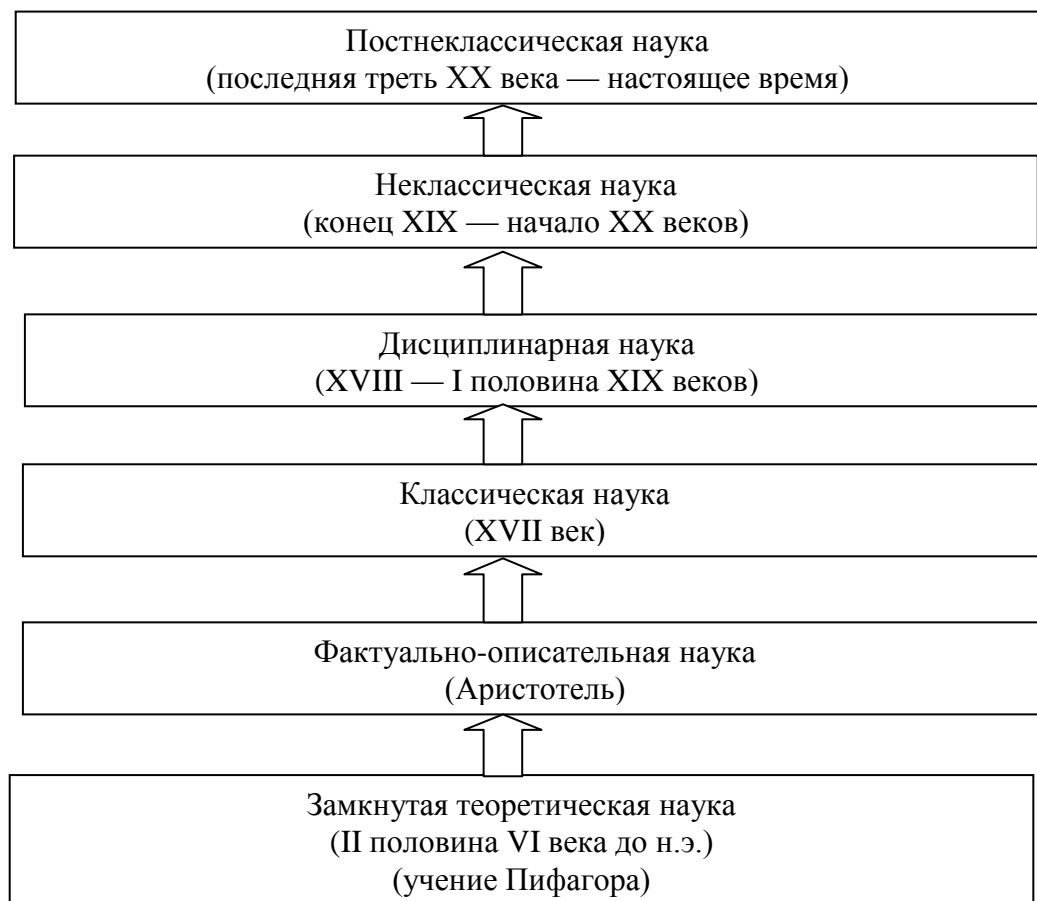 Постнеклассическая наука
(последняя треть XX века — настоящее время)
Неклассическая наука
(конец XIX — начало XX веков)
Дисциплинарная наука
(XVIII — I половина XIX веков)
Классическая наука
(XVII век)
Фактуально-описательная наука
(Аристотель)
Замкнутая теоретическая наука
(II половина VI века до н.э.)
(учение Пифагора)